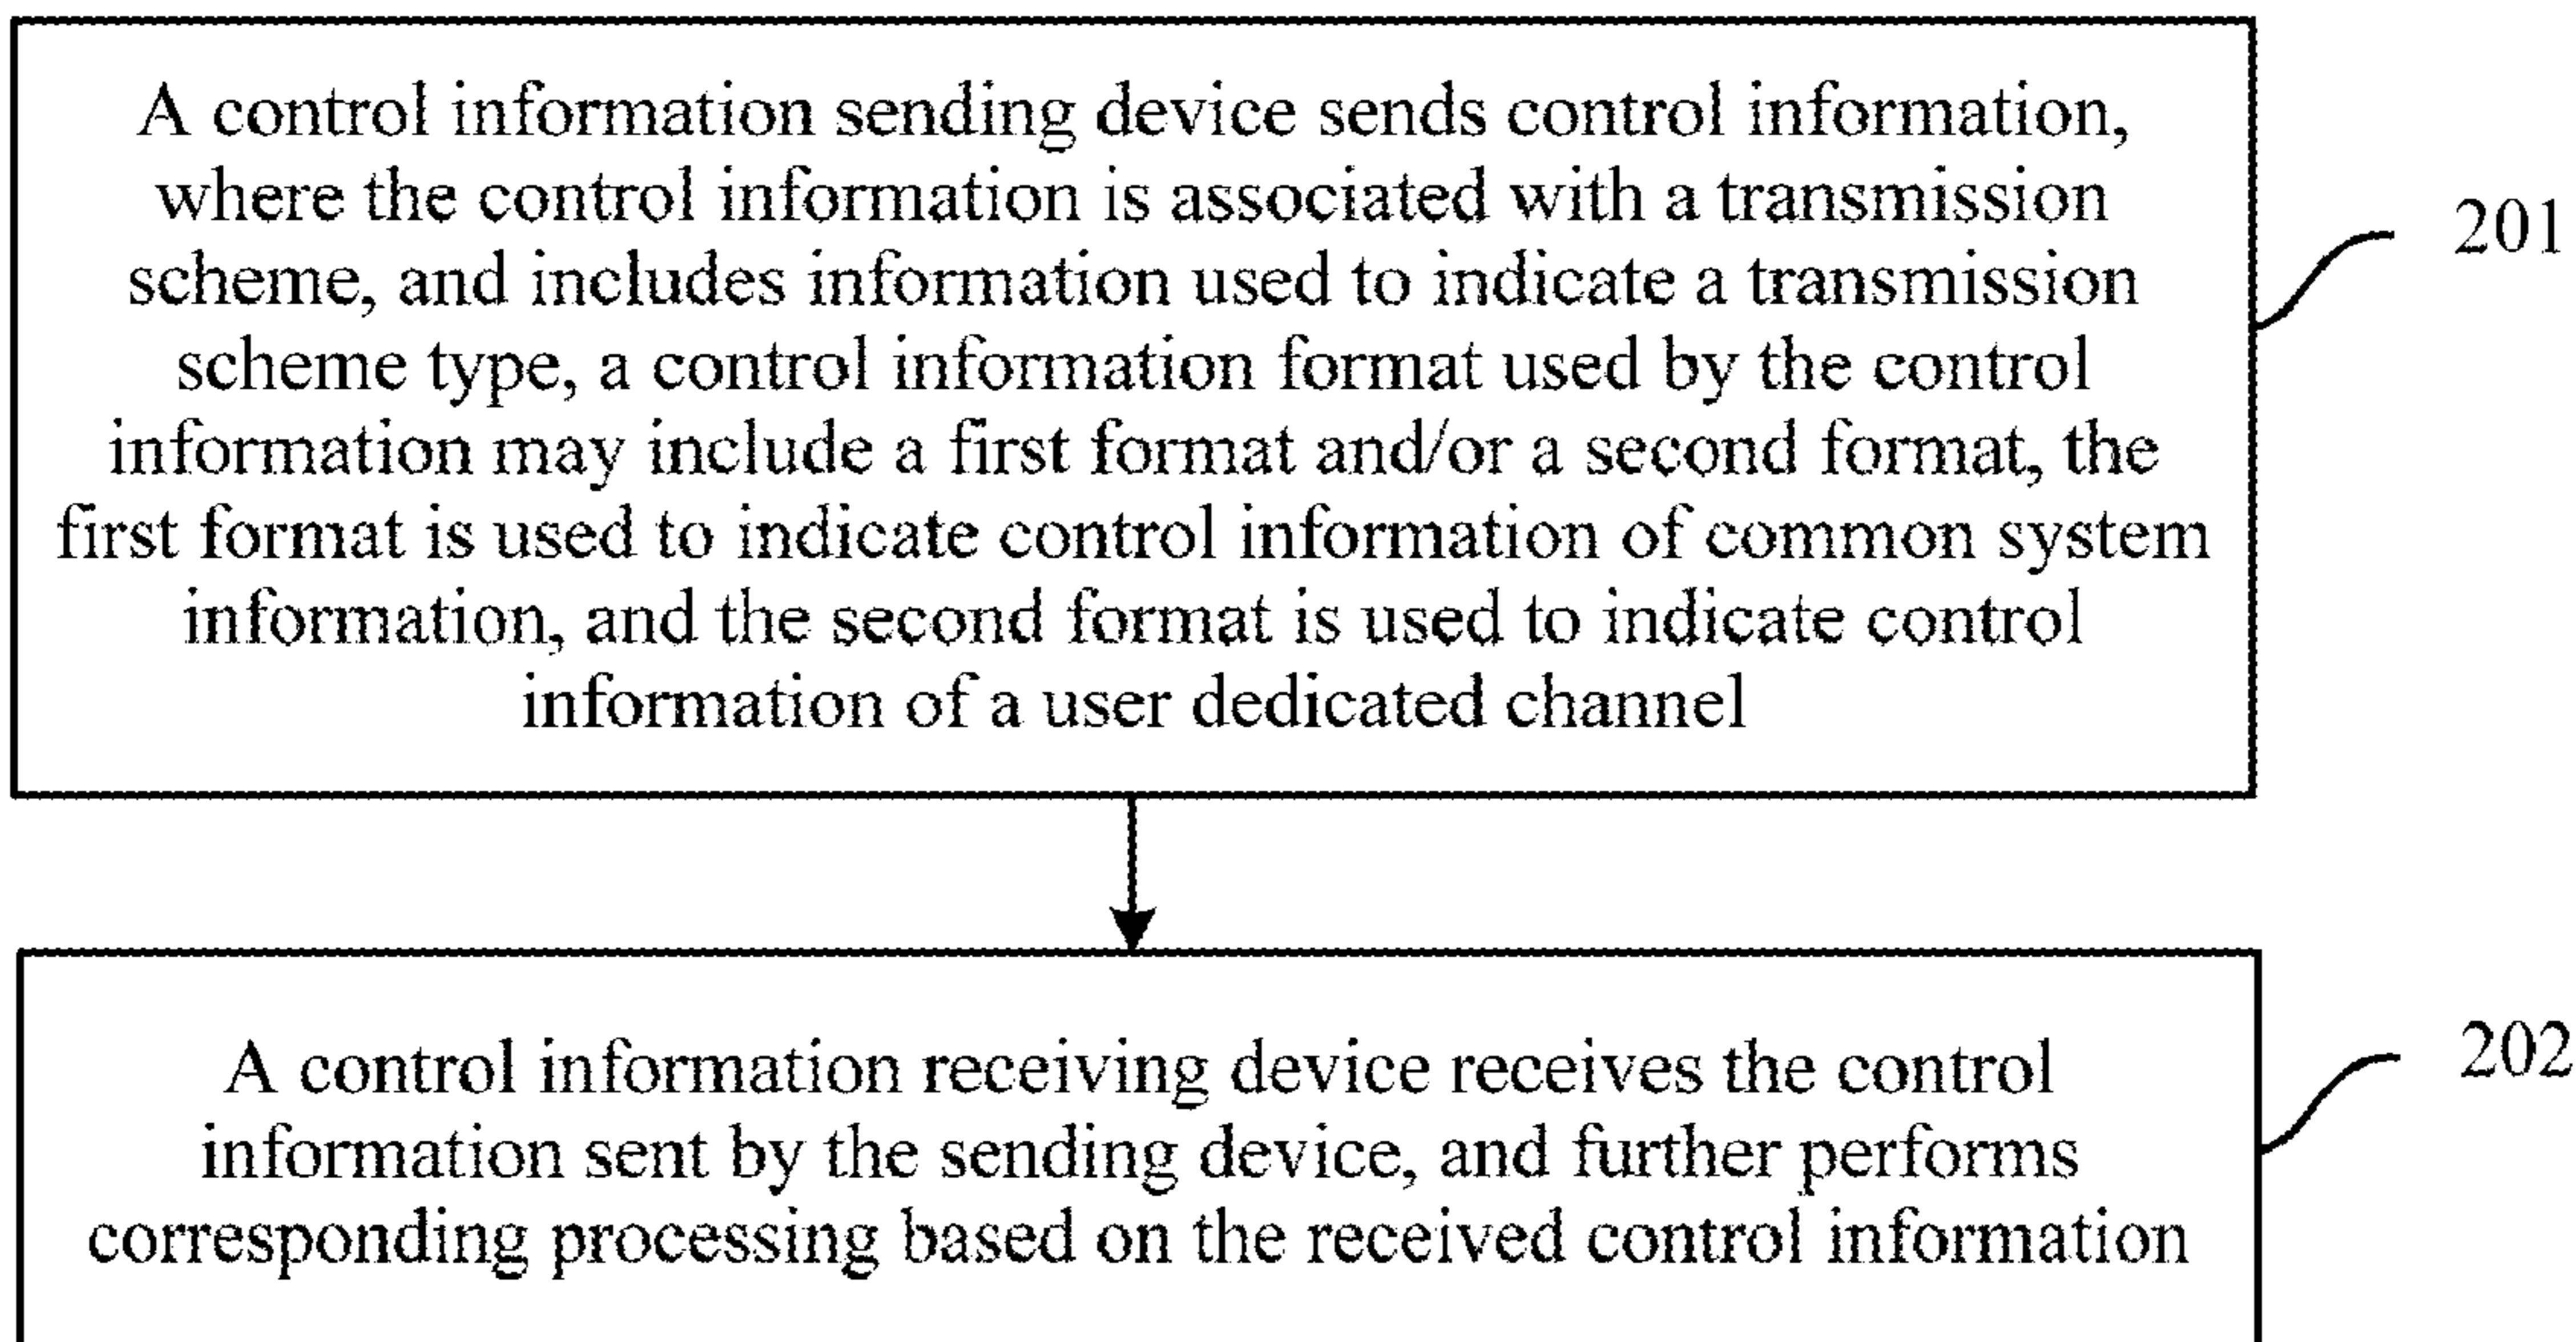 A control information sending device sends control information,
where the control information is associated with a transmission
scheme, and includes information used to indicate a transmission
scheme type, a control information format used by the control
information may include a first format and/or a second format, the
first format is used to indicate control information of common system
information, and the second format is used to indicate control
information of a user dedicated channel
201
A control information receiving device receives the control
information sent by the sending device, and further performs
corresponding processing based on the received control information
202